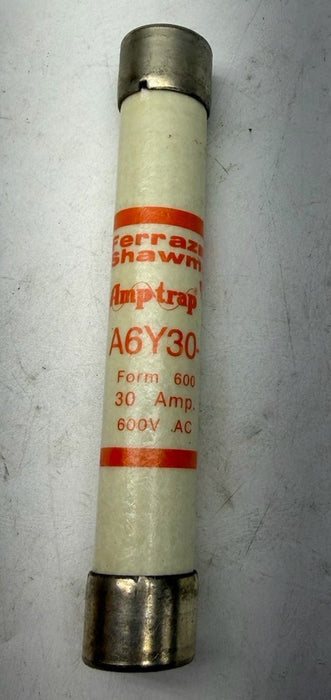 Ferraz
Shawm
Amptrap
A6Y30-
Form 600
30 Amp.
600V AC